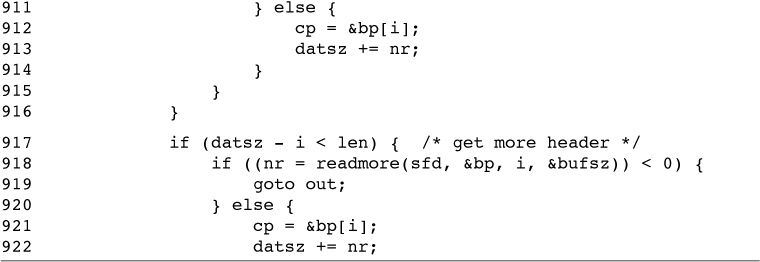 911                     } else {
912                         cp = &bp[i];
913                         datsz += nr;
914                     }
915                 }
916             }
917             if (datsz - i < len) {  /* get more header */
918                 if ((nr = readmore(sfd, &bp, i, &bufsz)) < 0) {
919                     goto out;
920                 } else {
921                     cp = &bp[i];
922                     datsz += nr;